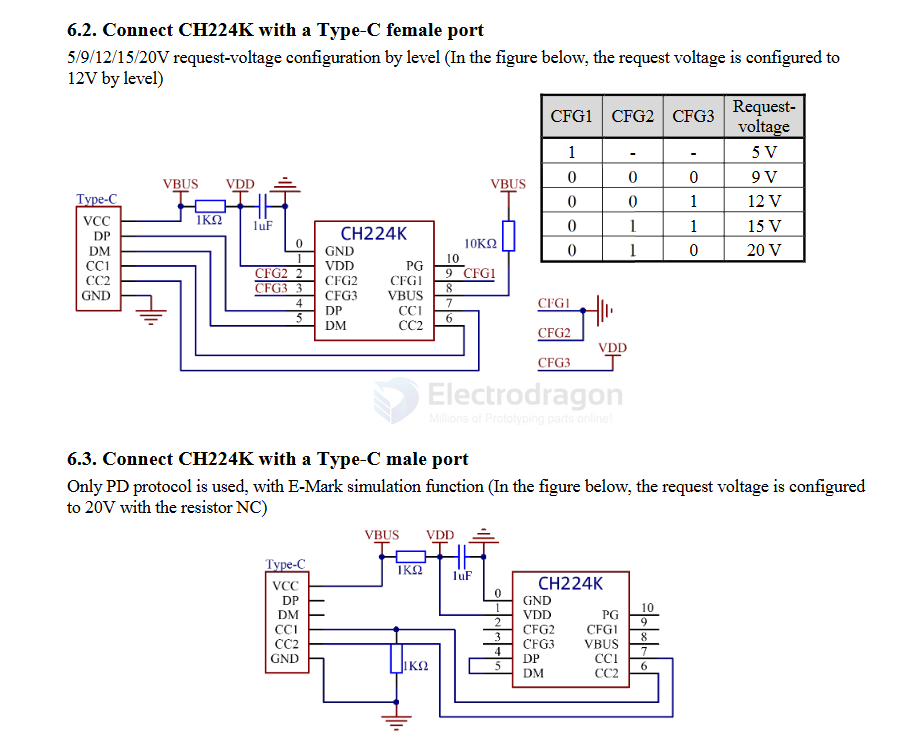 6.2. Connect CH224K with a Type-C female port
5/9/12/15/20V request-voltage configuration by level (In the figure below, the request voltage is configured to
12V by level)
CFG1 CFG2 CFG3 Request-
voltage
1 - - 5 V
0 0 0 9 V
0 0 1 12 V
0 1 1 15 V
0 1 0 20 V
VBUS VDD VBUS
Type-C
1KΩ 1uF
VCC
DP
DM
CC1
CC2
GND
CH224K
10KΩ
0 GND
1 VDD PG 10
CFG2 2 CFG2 CFG1 9 CFG1
CFG3 3 CFG3 VBUS 8
4 DP CC1 7
5 DM CC2 6
CFG1
CFG2
VDD
CFG3
Electrodragon
Millions of Prototyping parts online!
6.3. Connect CH224K with a Type-C male port
Only PD protocol is used, with E-Mark simulation function (In the figure below, the request voltage is configured
to 20V with the resistor NC)
VBUS VDD
Type-C
1KΩ 1uF
VCC
DP
DM
CC1
CC2
GND
1KΩ
CH224K
0 GND
1 VDD PG 10
2 CFG2 CFG1 9
3 CFG3 VBUS 8
4 DP CC1 7
5 DM CC2 6